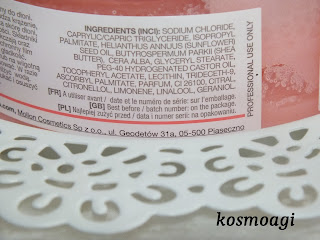 do dłoni.
INGREDIENTS (INCI): SODIUM CHLORIDE,
CAPRYLIC/CAPRIC TRIGLYCERIDE, ISOPROPYL
PALMITATE, HELIANTHUS ANNUUS (SUNFLOWER)
SEED OIL, BUTYROSPERMUM PARKII (SHEA
BUTTER), CERA ALBA, GLYCERYL STEARATE,
PEG-40 HYDROGENATED CASTOR OIL,
TOCOPHERYL ACETATE, LECITHIN, TRIDECETH-9,
ASCORBYL PALMITATE, PARFUM, CI 26100, CITRAL,
CITRONELLOL, LIMONENE, LINALOOL, GERANIOL.
[FR] A utiliser avant / date et le numéro de série: sur l'emballage.
[GB] Best before / batch number: on the package.
[PL] Najlepiej zużyć przed / data i numer serii: na opakowaniu.
Motion Cosmetics Sp z o.o., ul. Geodetów 31a, 05-500 Piaseczno
PROFESSIONAL USE ONLY
kosmoagi